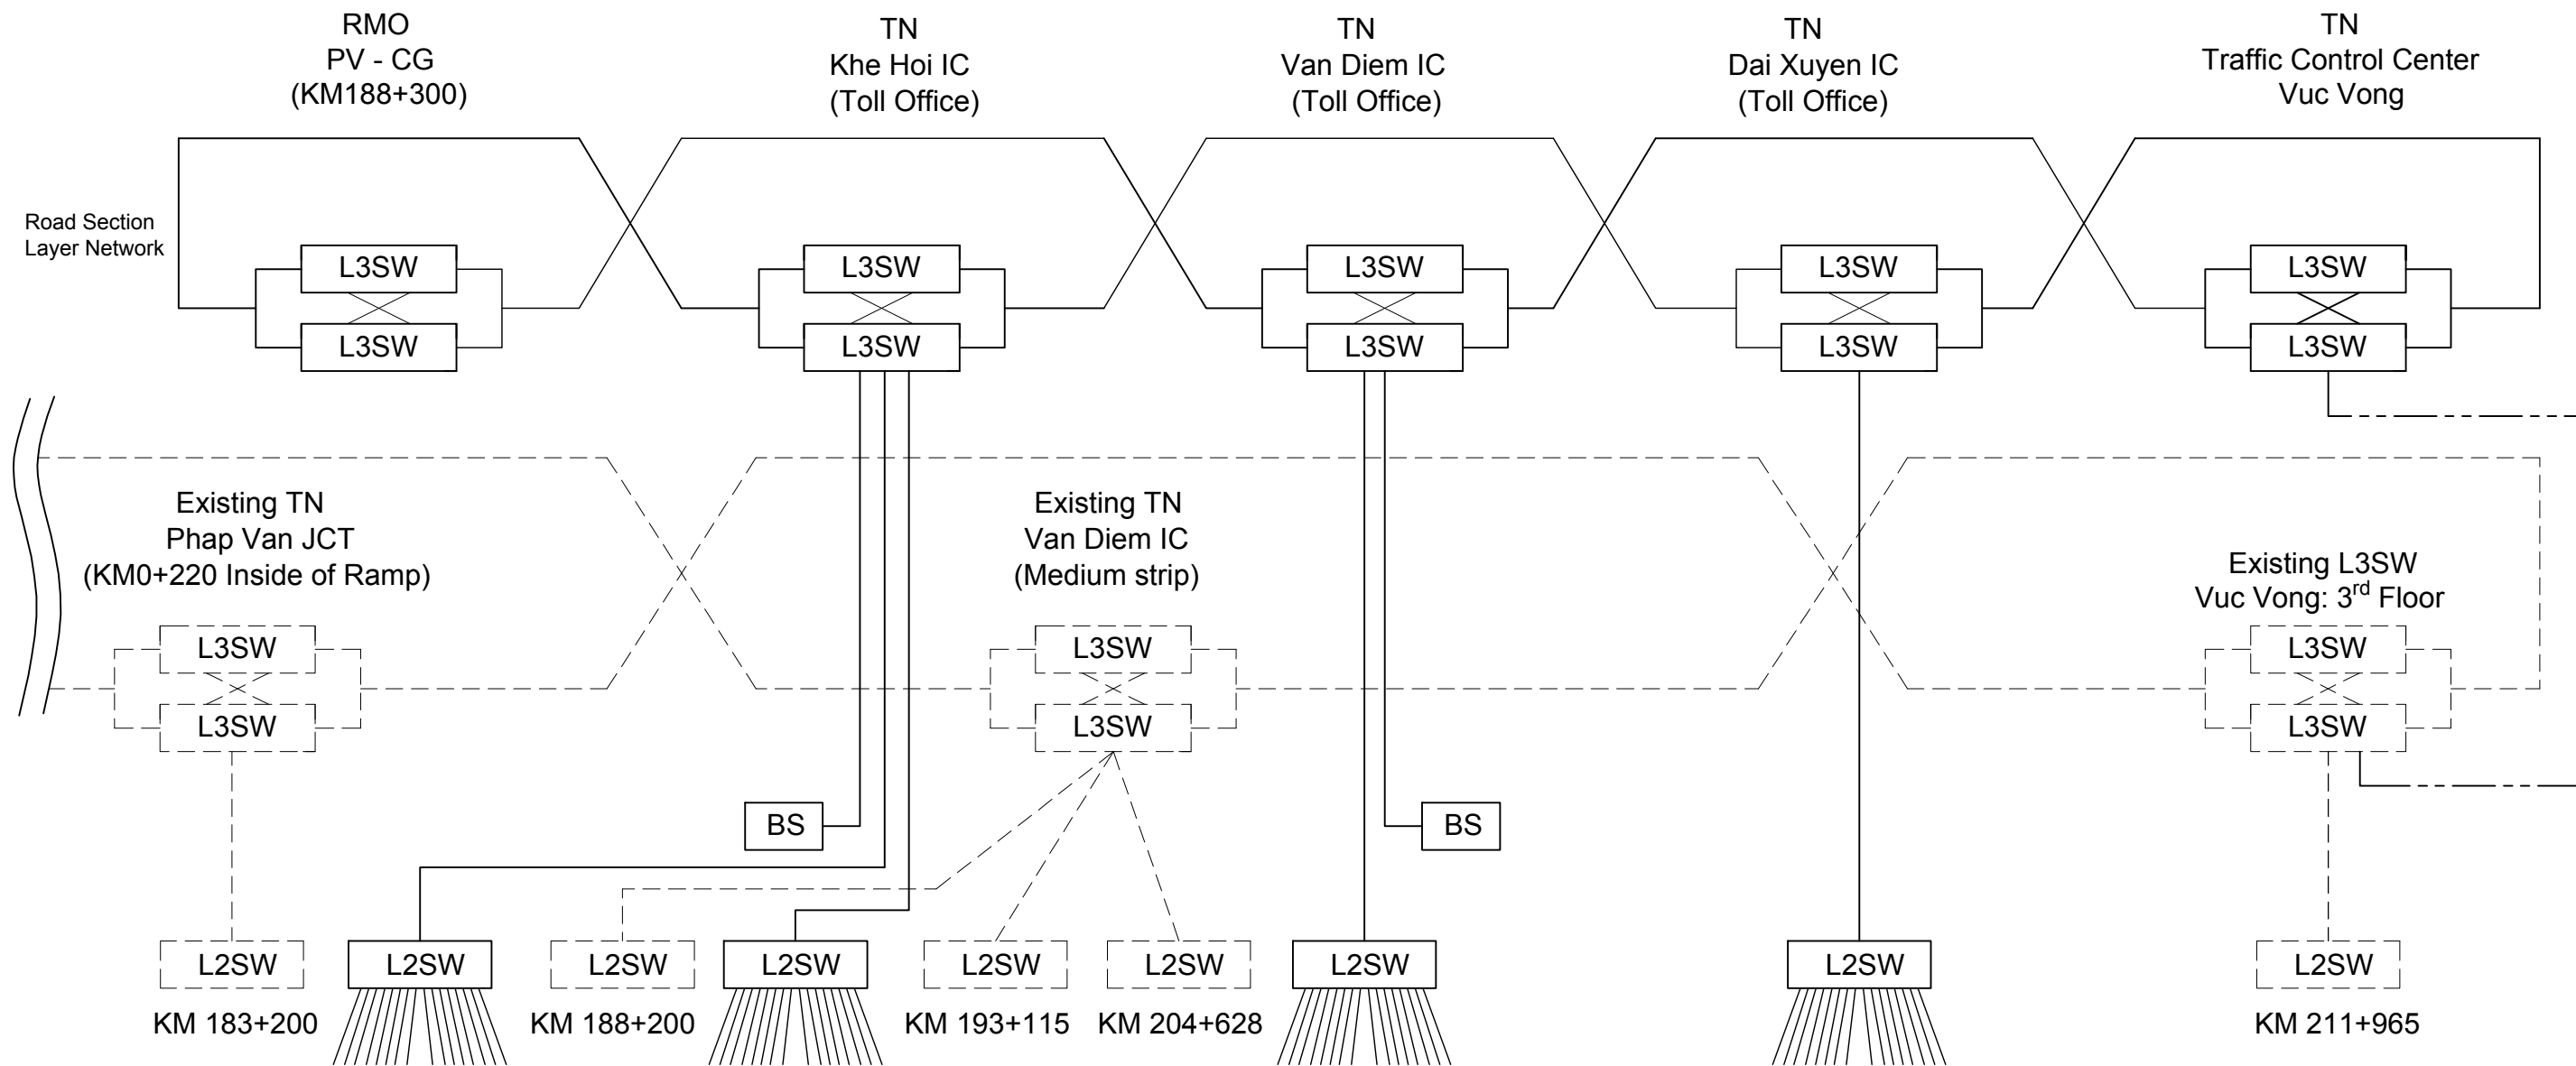 RMO
PV - CG
(KM188+300)
TN
Khe Hoi IC
(Toll Office)
TN
Van Diem IC
(Toll Office)
TN
Dai Xuyen IC
(Toll Office)
TN
Traffic Control Center
Vuc Vong
Road Section
Layer Network
L3SW
L3SW
L3SW
L3SW
L3SW
L3SW
L3SW
L3SW
L3SW
L3SW
Existing TN
Phap Van JCT
(KM0+220 Inside of Ramp)
Existing TN
Van Diem IC
(Medium strip)
Existing L3SW
Vuc Vong: 3rd Floor
L3SW
L3SW
L3SW
L3SW
L3SW
L3SW
BS
BS
L2SW
L2SW
L2SW
L2SW
L2SW
L2SW
L2SW
L2SW
L2SW
KM 183+200
KM 188+200
KM 193+115
KM 204+628
KM 211+965